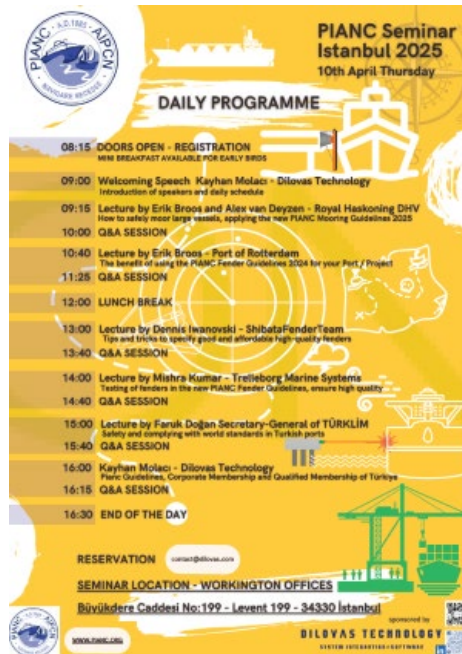 PIANC · A.D. 1885 · AIPCN
NAVIGARE NECESSE
PIANC Seminar
Istanbul 2025
10th April Thursday
DAILY PROGRAMME
08:15 DOORS OPEN - REGISTRATION
MINI BREAKFAST AVAILABLE FOR EARLY BIRDS
09:00 Welcoming Speech Kayhan Molacı - Dilovas Technology
Introduction of speakers and daily schedule
09:15 Lecture by Erik Broos and Alex van Deyzen - Royal Haskoning DHV
How to safely moor large vessels, applying the new PIANC Mooring Guidelines 2025
10:00 Q&A SESSION
10:40 Lecture by Erik Broos - Port of Rotterdam
The benefit of using the PIANC Fender Guidelines 2024 for your Port / Project
11:25 Q&A SESSION
12:00 LUNCH BREAK
13:00 Lecture by Dennis Iwanovski - ShibataFenderTeam
Tips and tricks to specify good and affordable high-quality fenders
13:40 Q&A SESSION
14:00 Lecture by Mishra Kumar - Trelleborg Marine Systems
Testing of fenders in the new PIANC Fender Guidelines, ensure high quality
14:40 Q&A SESSION
15:00 Lecture by Faruk Doğan Secretary-General of TÜRKLİM
Safety and complying with world standards in Turkish ports
15:40 Q&A SESSION
16:00 Kayhan Molacı - Dilovas Technology
Pianc Guidelines, Corporate Membership and Qualified Membership of Türkiye
16:15 Q&A SESSION
16:30 END OF THE DAY
RESERVATION contact@dilovas.com
SEMINAR LOCATION - WORKINGTON OFFICES
Büyükdere Caddesi No:199 - Levent 199 - 34330 İstanbul
sponsored by
WWW.PIANC.ORG
DILOVAS TECHNOLOGY
SYSTEM INTEGRATION & SOFTWARE
in